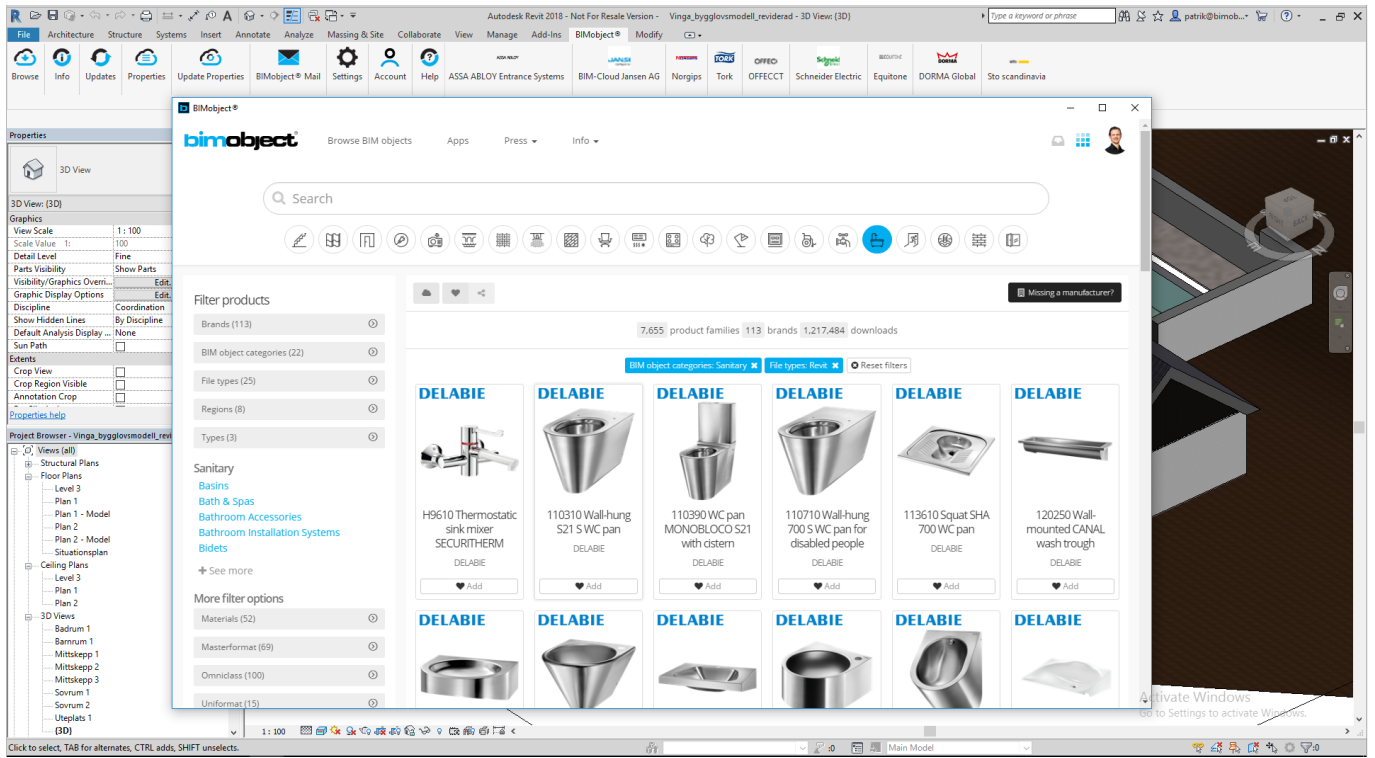 Autodesk Revit 2018 - Not For Resale Version - Vinga_bygglovsmodell_reviderad - 3D View: {3D}
Type a keyword or phrase
patrik@bimob...
File Architecture Structure Systems Insert Annotate Analyze Massing & Site Collaborate View Manage Add-Ins BIMobject® Modify
ASSA ABLOY JANSEN TORK OFFECCT Schneider EQUITONE DORMA sto
Browse Info Updates Properties Update Properties BIMobject® Mail Settings Account Help ASSA ABLOY Entrance Systems BIM-Cloud Jansen AG Norgips Tork OFFECCT Schneider Electric Equitone DORMA Global Sto scandinavia
BIMobject®
Properties
bimobject®
Browse BIM objects Apps Press Info
3D View
Search
3D View: {3D}
Graphics
View Scale 1 : 100
Scale Value 1: 100
Detail Level Fine
Parts Visibility Show Parts
Visibility/Graphics Overri... Edit.
Graphic Display Options Edit.
Discipline Coordination
Show Hidden Lines By Discipline
Default Analysis Display ... None
Sun Path
Extents
Crop View
Crop Region Visible
Annotation Crop
Properties help
Project Browser - Vinga_bygglovsmodell_revi
Views (all)
Structural Plans
Floor Plans
Level 3
Plan 1
Plan 1 - Model
Plan 2
Plan 2 - Model
Situationsplan
Ceiling Plans
Level 3
Plan 1
Plan 2
3D Views
Badrum 1
Barnrum 1
Mittskepp 1
Mittskepp 2
Mittskepp 3
Sovrum 1
Sovrum 2
Uteplats 1
{3D}
Filter products
Brands (113)
BIM object categories (22)
File types (25)
Regions (8)
Types (3)
Sanitary
Basins
Bath & Spas
Bathroom Accessories
Bathroom Installation Systems
Bidets
+ See more
More filter options
Materials (52)
Masterformat (69)
Omniclass (100)
Uniformat (15)
Missing a manufacturer?
7,655 product families 113 brands 1,217,484 downloads
BIM object categories: Sanitary File types: Revit Reset filters
DELABIE DELABIE DELABIE DELABIE DELABIE DELABIE
H9610 Thermostatic sink mixer SECURITHERM
DELABIE
Add
110310 Wall-hung S21 S WC pan
DELABIE
Add
110390 WC pan MONOBLOCO S21 with cistern
DELABIE
Add
110710 Wall-hung 700 S WC pan for disabled people
DELABIE
Add
113610 Squat SHA 700 WC pan
DELABIE
Add
120250 Wall-mounted CANAL wash trough
DELABIE
Add
DELABIE DELABIE DELABIE DELABIE DELABIE DELABIE
BACK
Activate Windows
Go to Settings to activate Windows.
1 : 100
Click to select, TAB for alternates, CTRL adds, SHIFT unselects.
:0
Main Model
:0